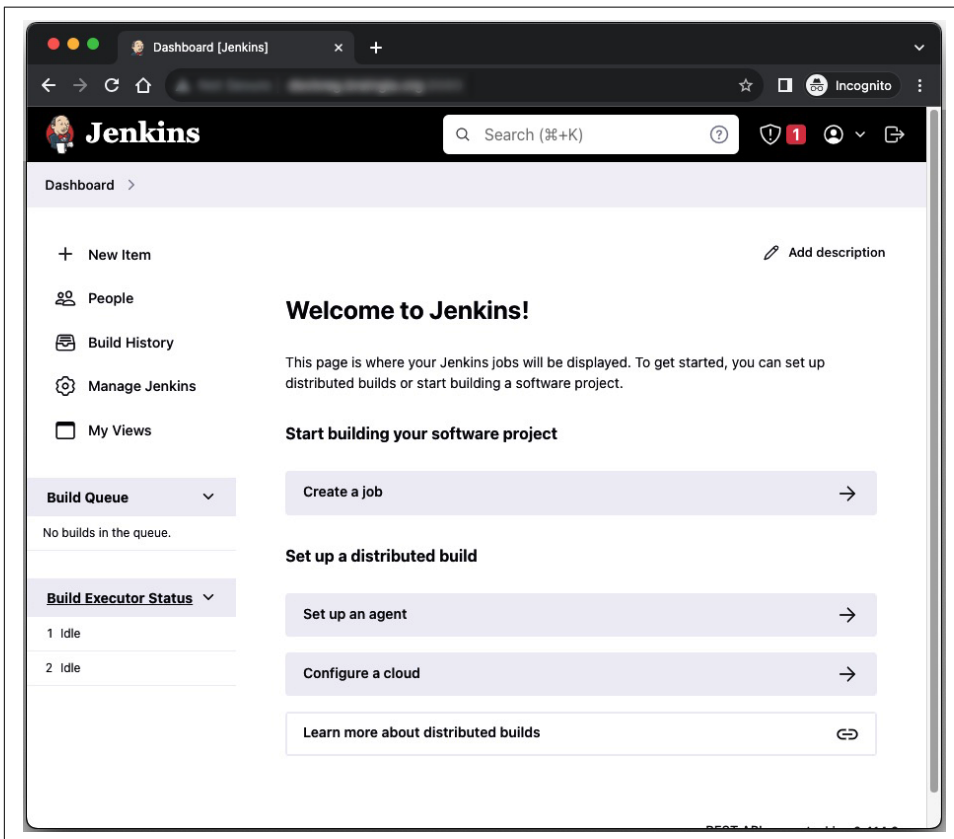 Dashboard [Jenkins]
Incognito
Jenkins
Search (⌘+K)
1
Dashboard
New Item
Add description
People
Welcome to Jenkins!
Build History
This page is where your Jenkins jobs will be displayed. To get started, you can set up
distributed builds or start building a software project.
Manage Jenkins
My Views
Start building your software project
Create a job
Build Queue
No builds in the queue.
Set up a distributed build
Build Executor Status
1 Idle
2 Idle
Set up an agent
Configure a cloud
Learn more about distributed builds